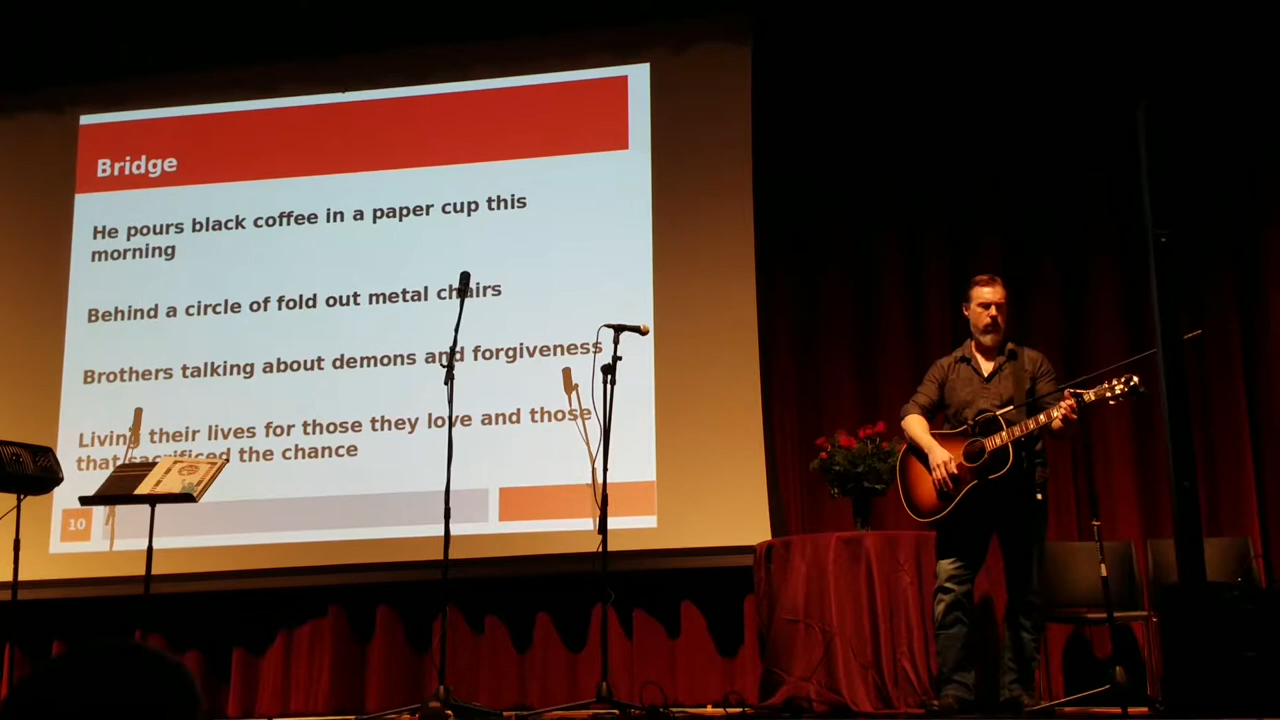 Bridge
He pours black coffee in a paper cup this
morning
Behind a circle of fold out metal chairs
Brothers talking about demons and forgiveness
Living their lives for those they love and those
that sacrificed the chance
10